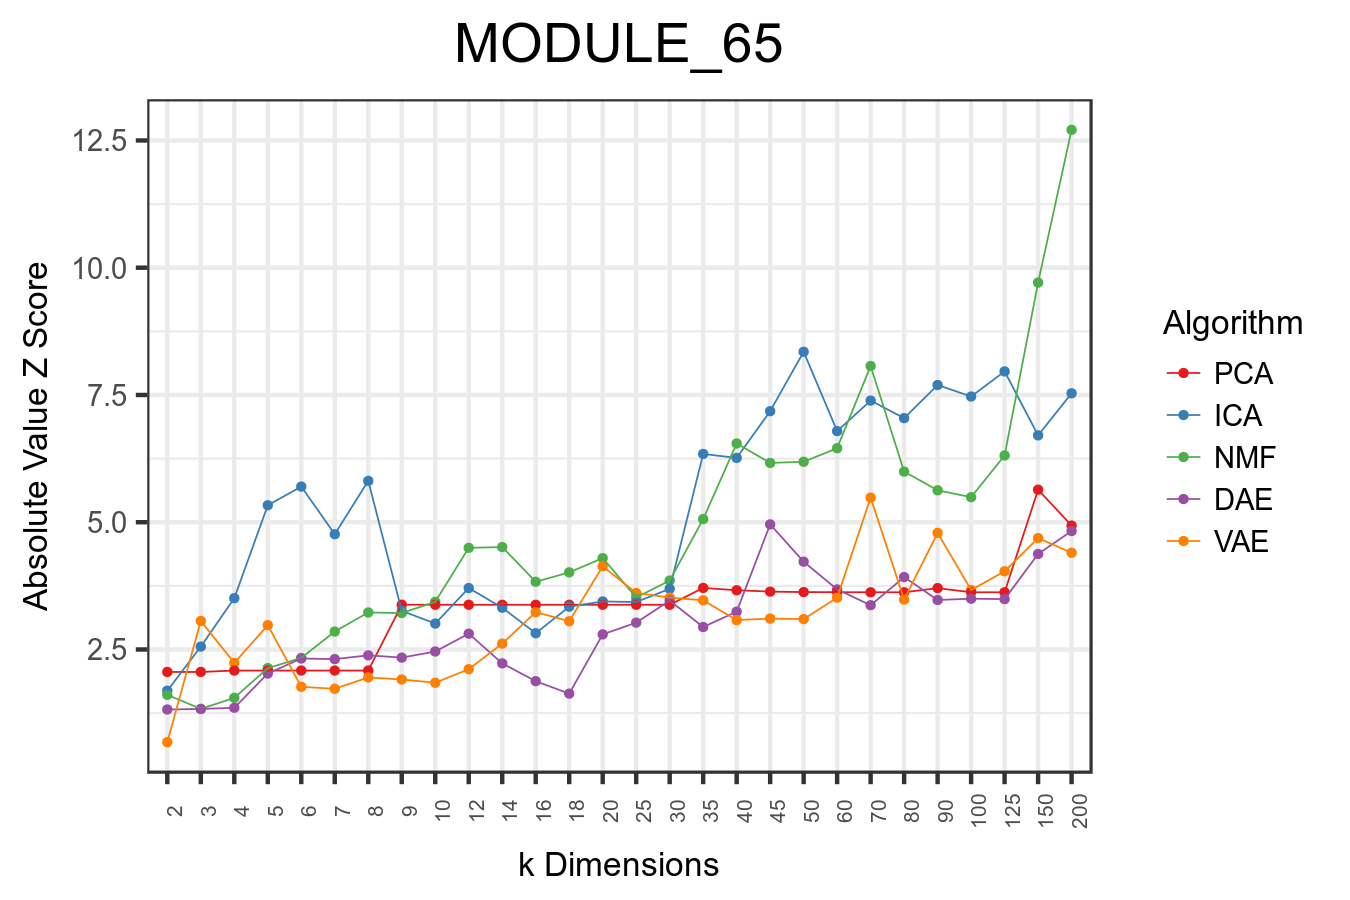 MODULE_65
Absolute Value Z Score
12.5
10.0
7.5
5.0
2.5
2 3 4 5 6 7 8 9 10 12 14 16 18 20 25 30 35 40 45 50 60 70 80 90 100 125 150 200
k Dimensions
Algorithm
PCA
ICA
NMF
DAE
VAE